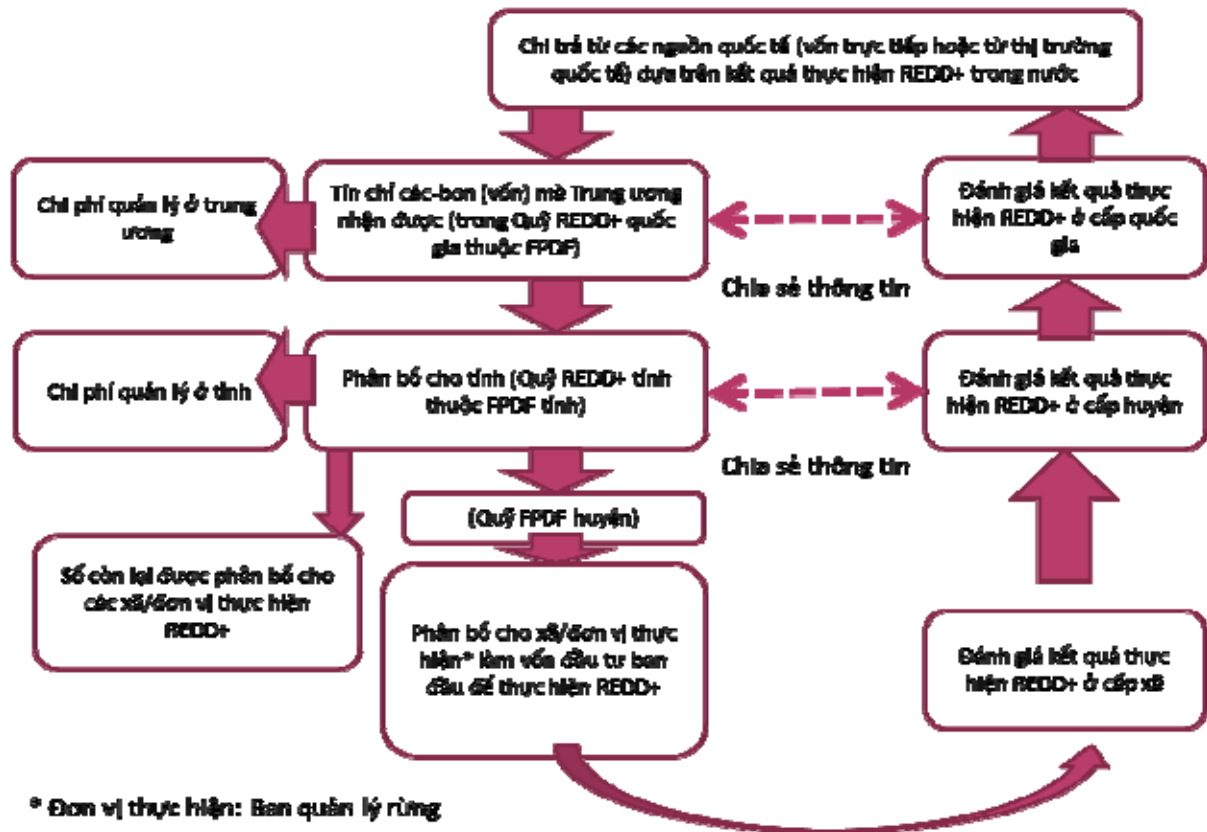 Chi trả từ các nguồn quốc tế (vốn trực tiếp hoặc từ thị trường
quốc tế) dựa trên kết quả thực hiện REDD+ trong nước
Chi phí quản lý ở trung
ương
Tín chỉ các-bon (vốn) mà Trung ương
nhận được (trong Quỹ REDD+ quốc
gia thuộc FPDF)
Đánh giá kết quả thực
hiện REDD+ ở cấp quốc
gia
Chia sẻ thông tin
Chi phí quản lý ở tỉnh
Phân bổ cho tỉnh (Quỹ REDD+ tỉnh
thuộc FPDF tỉnh)
Đánh giá kết quả thực
hiện REDD+ ở cấp huyện
Chia sẻ thông tin
(Quỹ FPDF huyện)
Số còn lại được phân bổ cho
các xã/đơn vị thực hiện
REDD+
Phân bổ cho xã/đơn vị thực
hiện* làm vốn đầu tư ban
đầu để thực hiện REDD+
Đánh giá kết quả thực
hiện REDD+ ở cấp xã
* Đơn vị thực hiện: Ban quản lý rừng